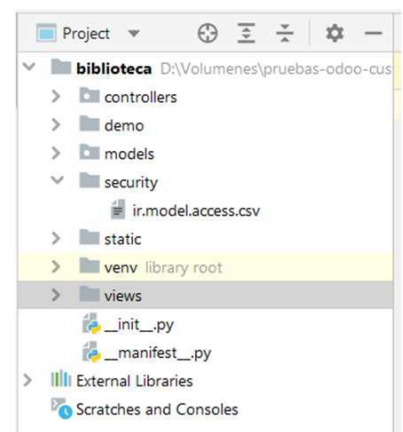 Project
biblioteca D:\Volumenes\pruebas-odoo-cus
controllers
demo
models
security
ir.model.access.csv
static
venv library root
views
__init__.py
__manifest__.py
External Libraries
Scratches and Consoles